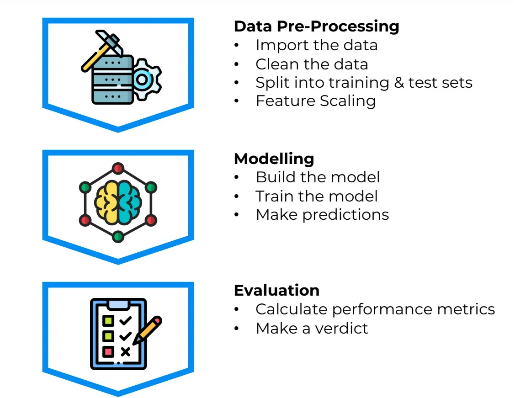 Data Pre-Processing
• Import the data
• Clean the data
• Split into training & test sets
• Feature Scaling
Modelling
• Build the model
• Train the model
• Make predictions
Evaluation
• Calculate performance metrics
• Make a verdict